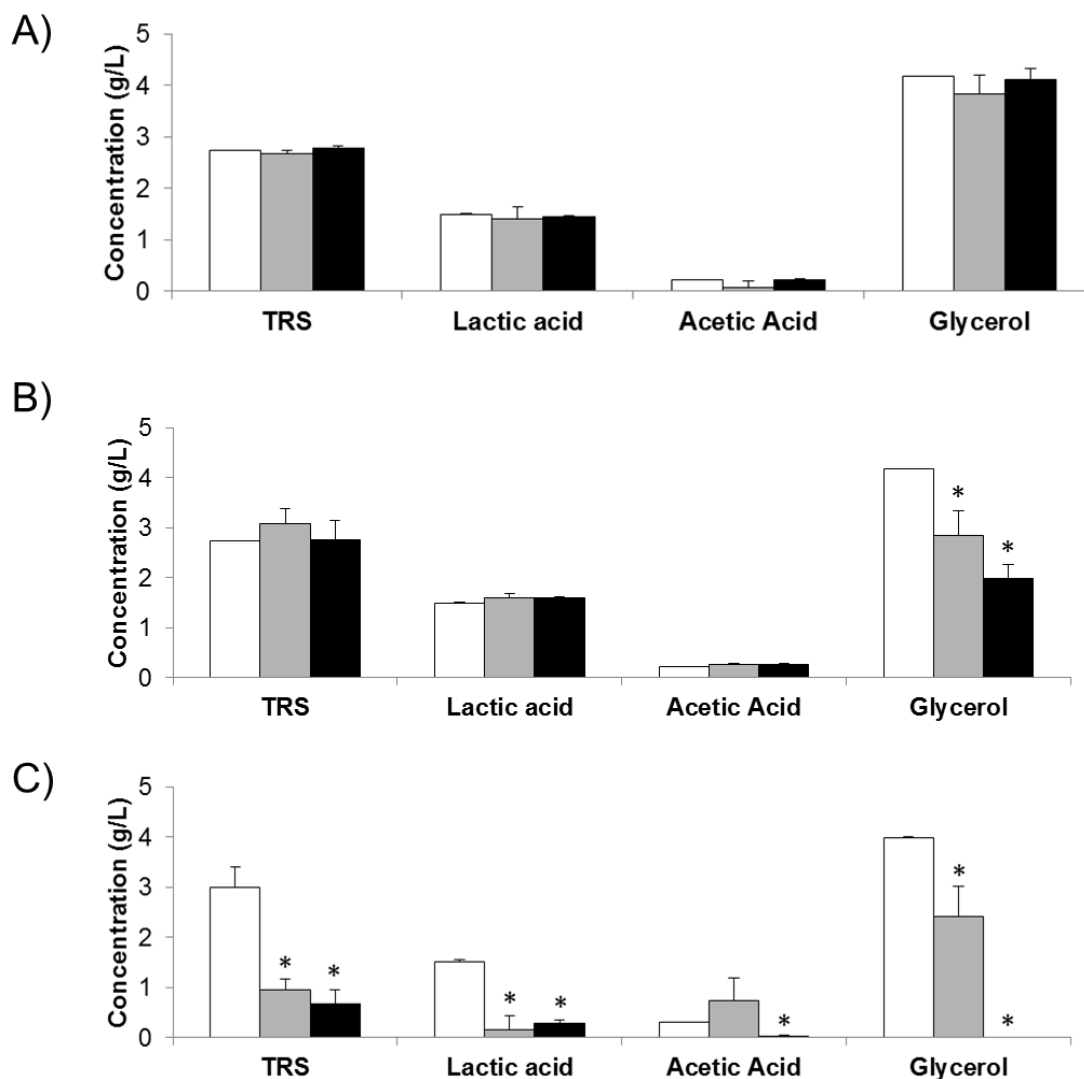 A)
Concentration (g/L)
5
4
3
2
1
0
TRS Lactic acid Acetic Acid Glycerol
B)
Concentration (g/L)
5
4
3
2
1
0
* *
TRS Lactic acid Acetic Acid Glycerol
C)
Concentration (g/L)
5
4
3
2
1
0
* * * * * * *
TRS Lactic acid Acetic Acid Glycerol